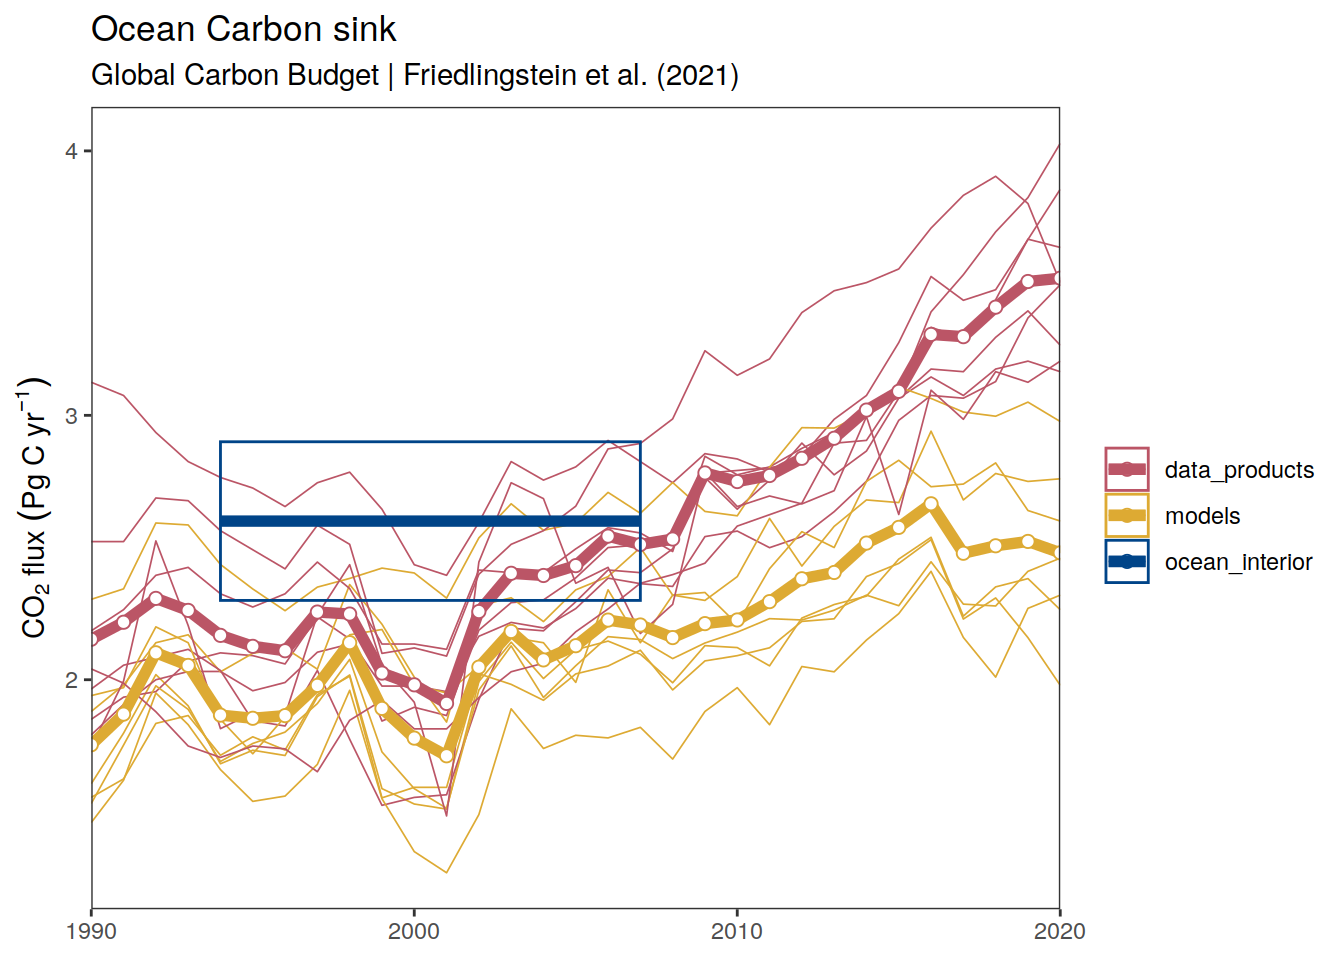 Ocean Carbon sink
Global Carbon Budget | Friedlingstein et al. (2021)
CO₂ flux (Pg C yr⁻¹)
4
3
2
1990 2000 2010 2020
data_products
models
ocean_interior